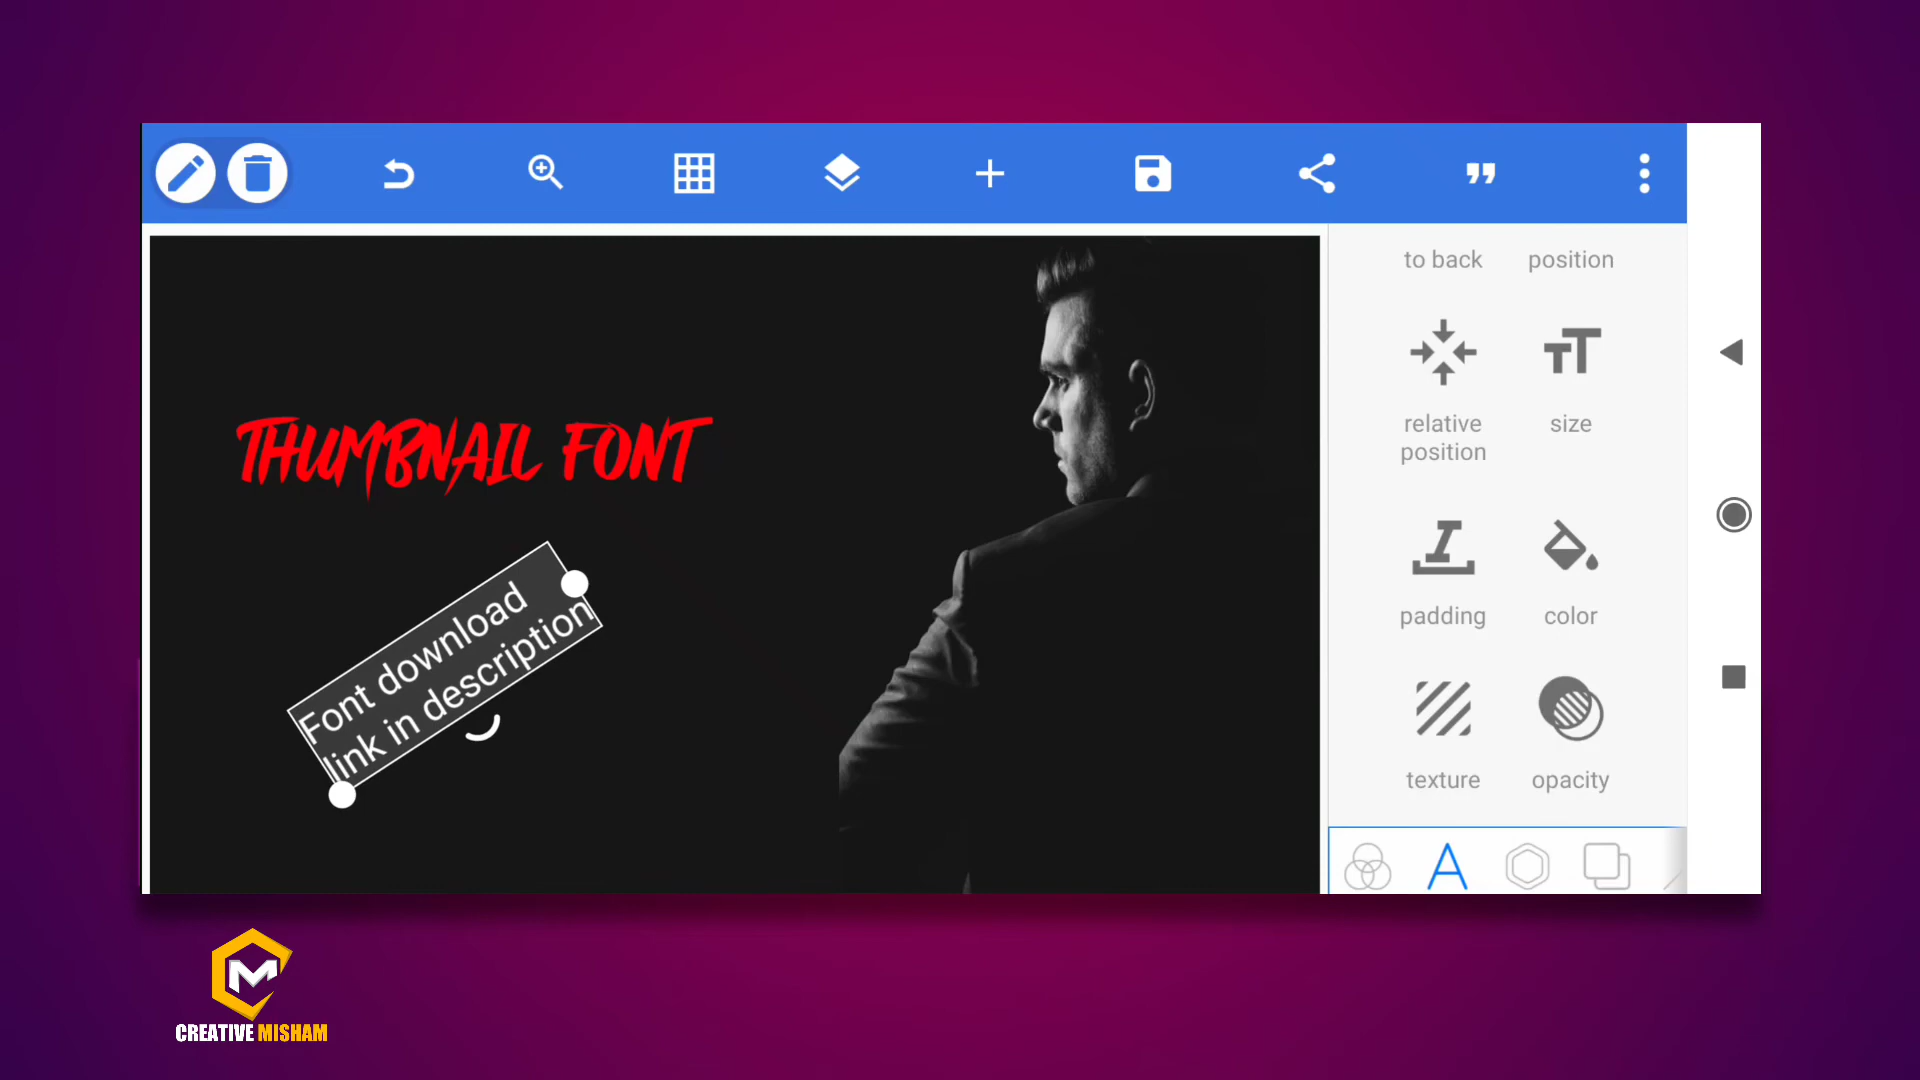 to back
position
relative
position
size
padding
color
texture
opacity
THUMBNAIL FONT
Font download
link in description
CREATIVE MISHAM